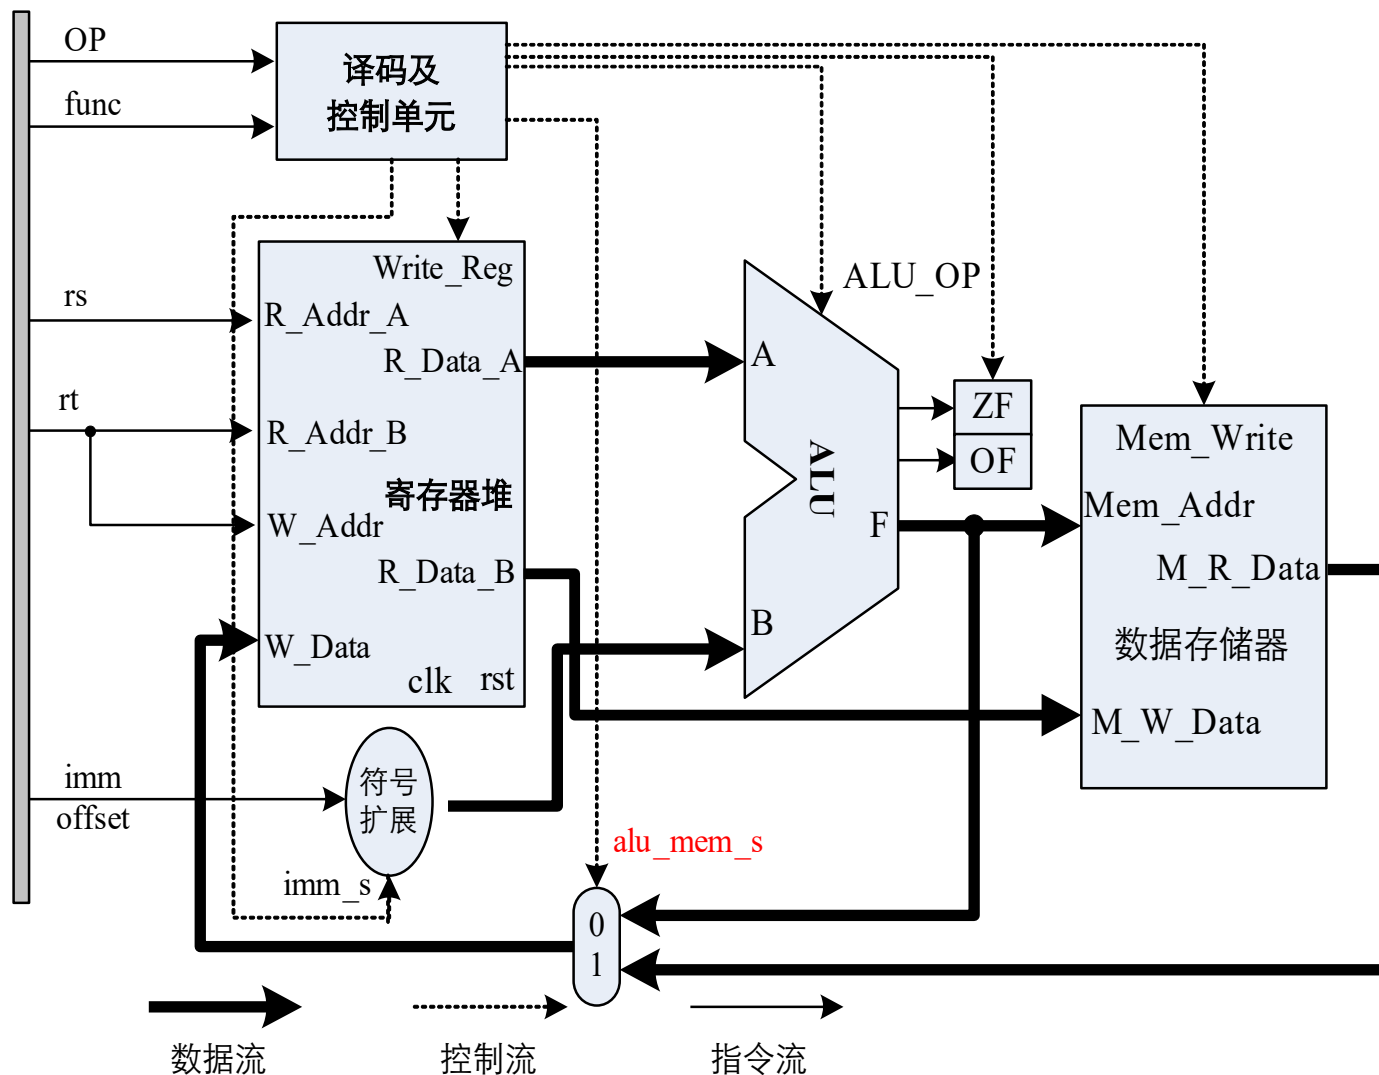 OP
func
译码及
控制单元
Write_Reg
rs
R_Addr_A
R_Data_A
rt
R_Addr_B
寄存器堆
W_Addr
R_Data_B
W_Data
clk rst
ALU_OP
A
ALU
F
B
ZF
OF
Mem_Write
Mem_Addr
M_R_Data
数据存储器
M_W_Data
imm
offset
符号
扩展
imm_s
alu_mem_s
0
1
数据流
控制流
指令流